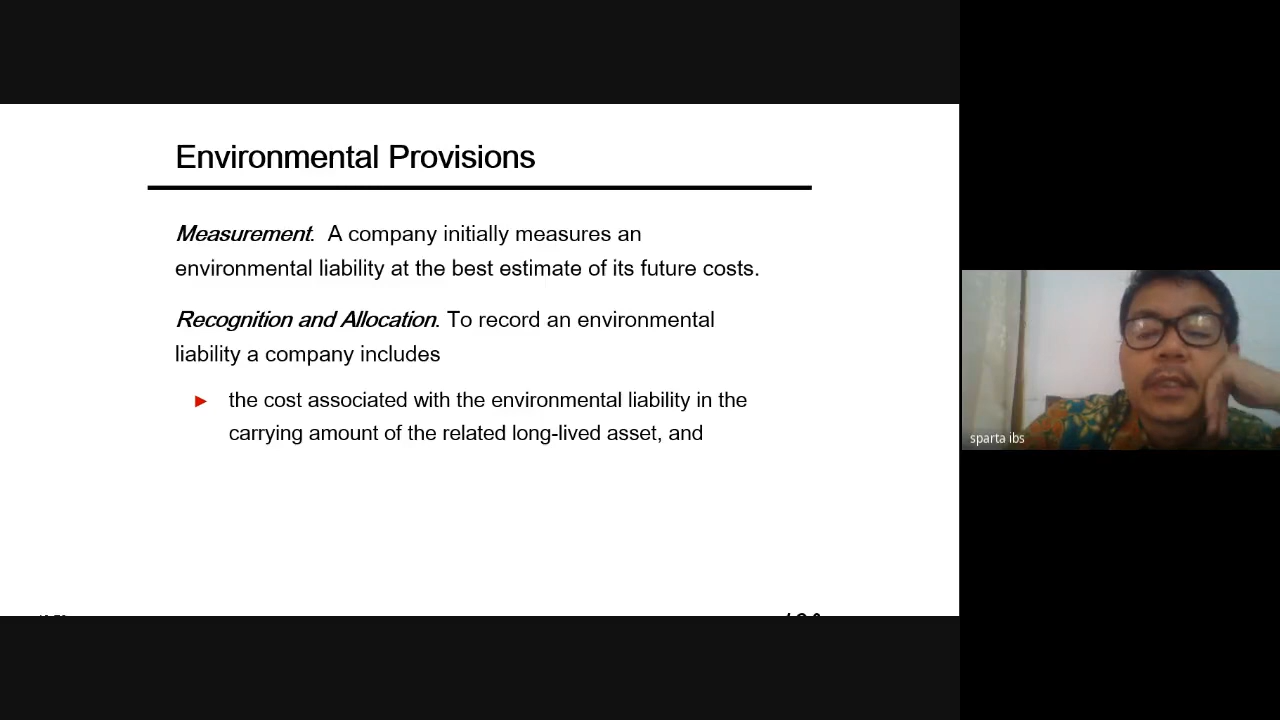 Environmental Provisions
Measurement. A company initially measures an
environmental liability at the best estimate of its future costs.
Recognition and Allocation. To record an environmental
liability a company includes
► the cost associated with the environmental liability in the
carrying amount of the related long-lived asset, and
sparta ibs